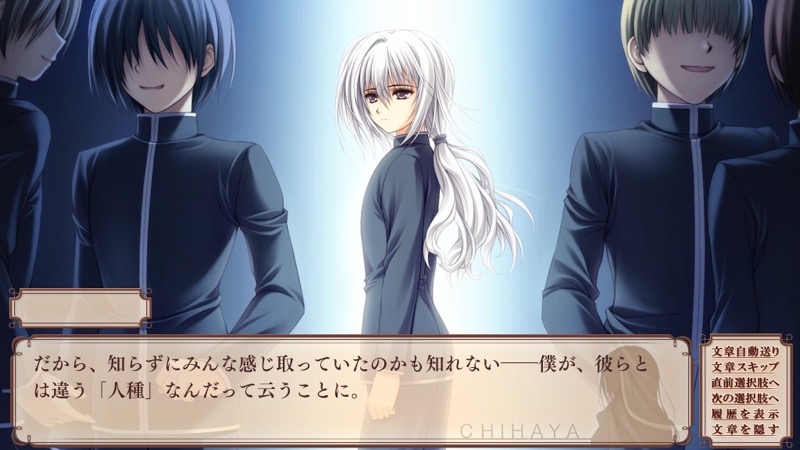 だから、知らずにみんな感じ取っていたのかも知れない──僕が、彼らと
は違う「人種」なんだって云うことに。
CHIHAYA
文章自動送り
文章スキップ
直前選択肢へ
次の選択肢へ
履歴を表示
文章を隠す